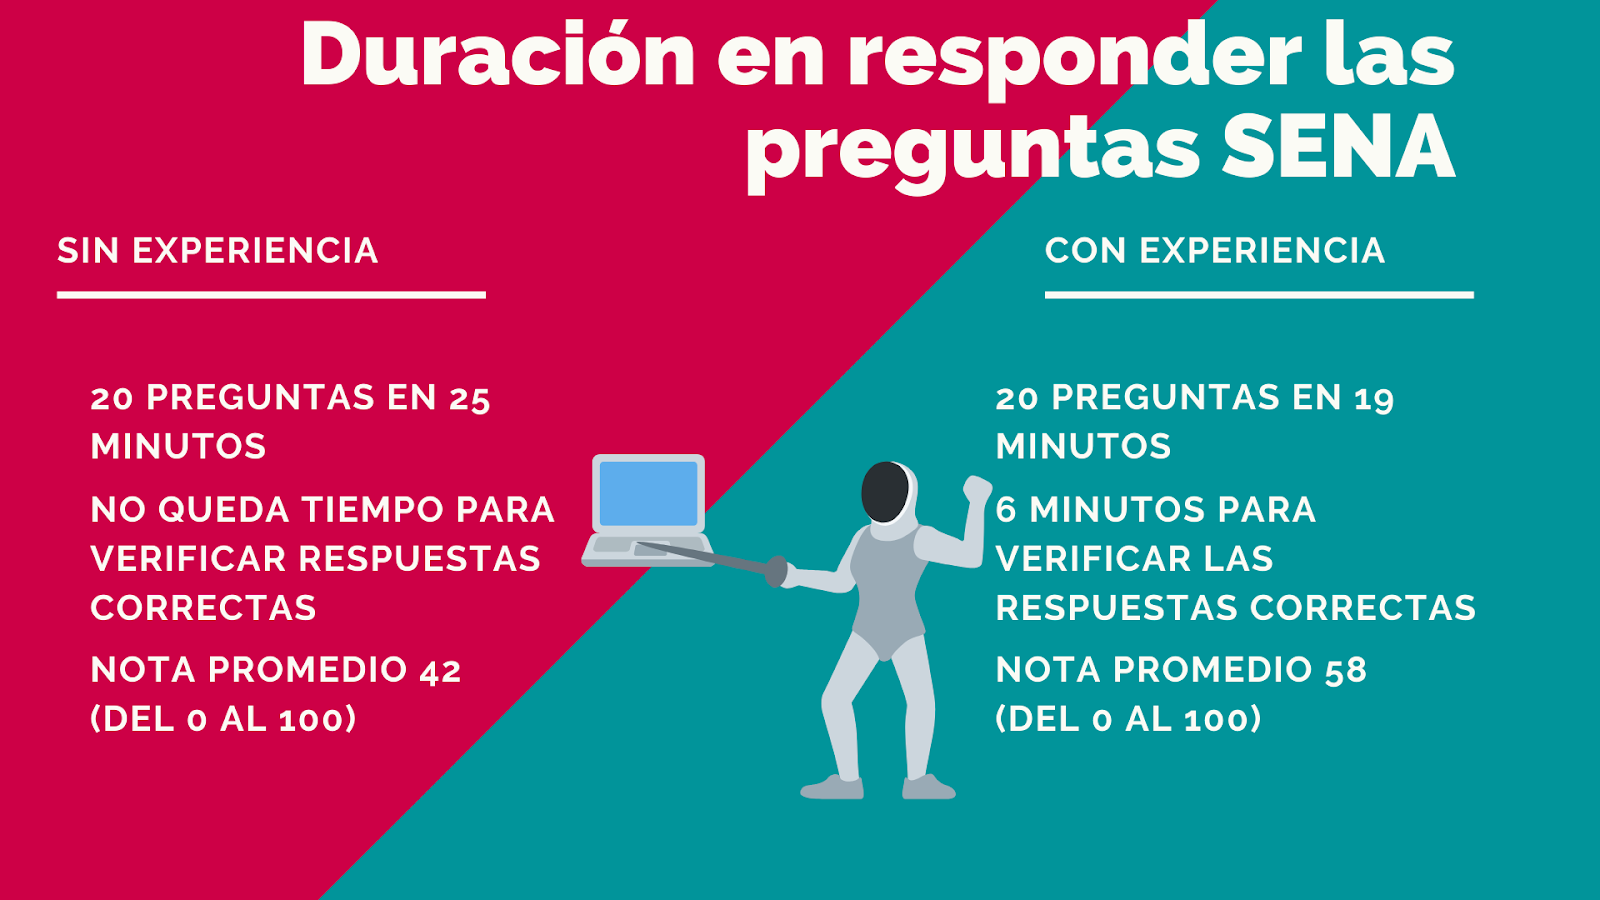 Duración en responder las
preguntas SENA
SIN EXPERIENCIA
20 PREGUNTAS EN 25
MINUTOS
NO QUEDA TIEMPO PARA
VERIFICAR RESPUESTAS
CORRECTAS
NOTA PROMEDIO 42
(DEL 0 AL 100)
CON EXPERIENCIA
20 PREGUNTAS EN 19
MINUTOS
6 MINUTOS PARA
VERIFICAR LAS
RESPUESTAS CORRECTAS
NOTA PROMEDIO 58
(DEL 0 AL 100)